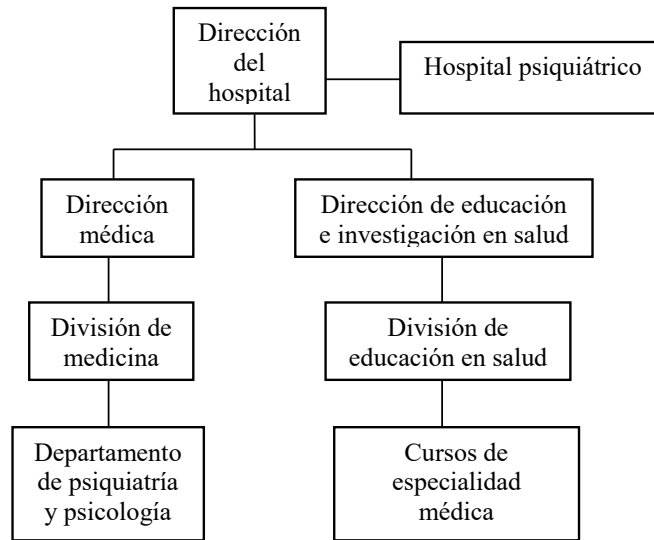 Dirección
del
hospital
Hospital psiquiátrico
Dirección
médica
Dirección de educación
e investigación en salud
División de
medicina
División de
educación en salud
Departamento
de psiquiatría
y psicología
Cursos de
especialidad
médica